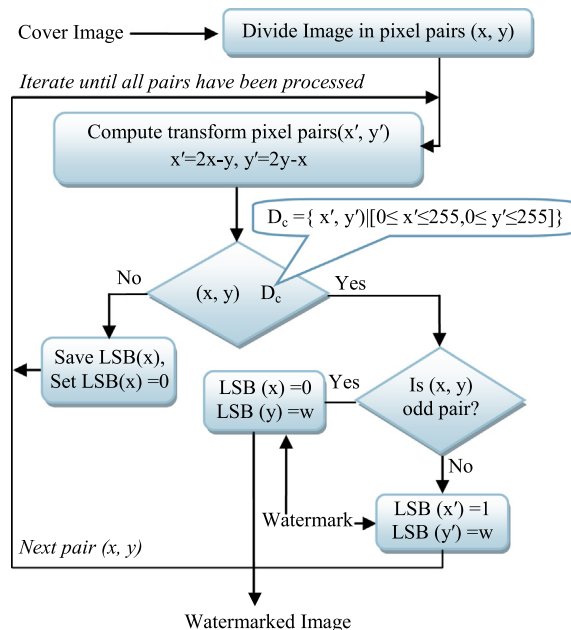 Cover Image
Divide Image in pixel pairs (x, y)
Iterate until all pairs have been processed
Compute transform pixel pairs(x′, y′)
x′=2x-y, y′=2y-x
D_c ={ x′, y′)|[0≤ x′≤255,0≤ y′≤255]}
No
(x, y) D_c
Yes
Save LSB(x),
Set LSB(x) =0
LSB (x) =0
LSB (y) =w
Yes
Is (x, y)
odd pair?
No
Watermark
LSB (x′) =1
LSB (y′) =w
Next pair (x, y)
Watermarked Image